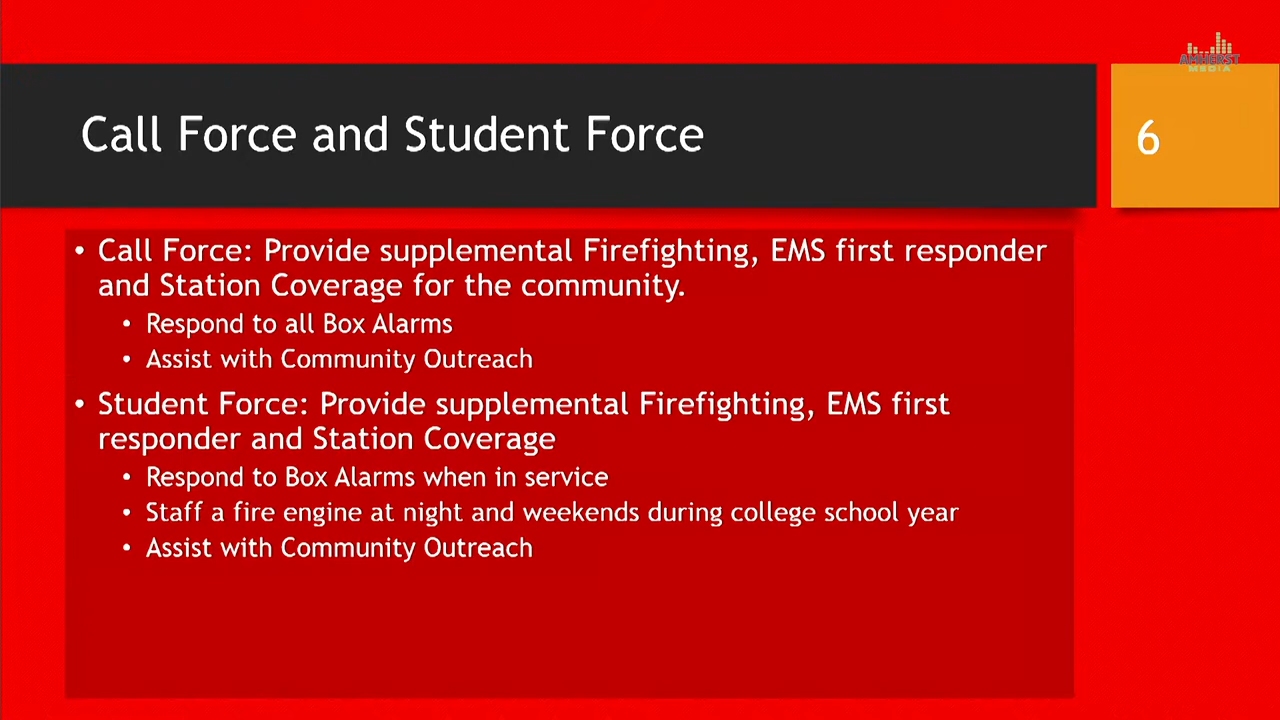 AMHERST
MEDIA
Call Force and Student Force
6
• Call Force: Provide supplemental Firefighting, EMS first responder
and Station Coverage for the community.
• Respond to all Box Alarms
• Assist with Community Outreach
• Student Force: Provide supplemental Firefighting, EMS first
responder and Station Coverage
• Respond to Box Alarms when in service
• Staff a fire engine at night and weekends during college school year
• Assist with Community Outreach